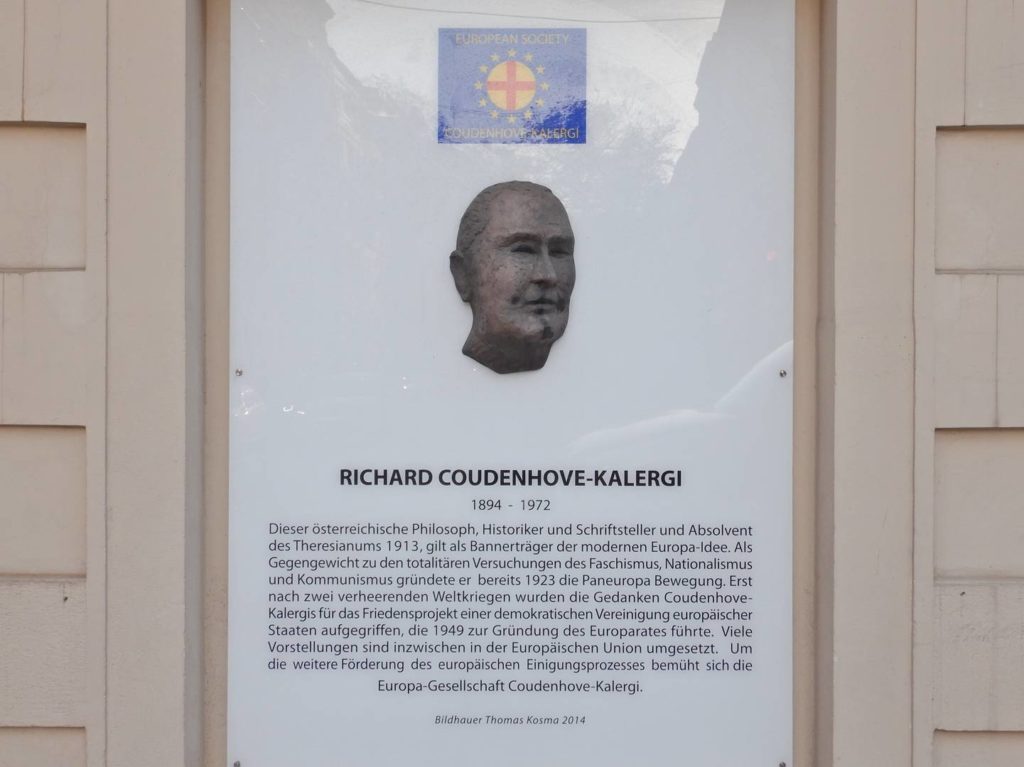 EUROPEAN SOCIETY
COUDENHOVE-KALERGI
RICHARD COUDENHOVE-KALERGI
1894 - 1972
Dieser österreichische Philosoph, Historiker und Schriftsteller und Absolvent
des Theresianums 1913, gilt als Bannerträger der modernen Europa-Idee. Als
Gegengewicht zu den totalitären Versuchungen des Faschismus, Nationalismus
und Kommunismus gründete er bereits 1923 die Paneuropa Bewegung. Erst
nach zwei verheerenden Weltkriegen wurden die Gedanken Coudenhove-
Kalergis für das Friedensprojekt einer demokratischen Vereinigung europäischer
Staaten aufgegriffen, die 1949 zur Gründung des Europarates führte. Viele
Vorstellungen sind inzwischen in der Europäischen Union umgesetzt. Um
die weitere Förderung des europäischen Einigungsprozesses bemüht sich die
Europa-Gesellschaft Coudenhove-Kalergi.
Bildhauer Thomas Kosma 2014